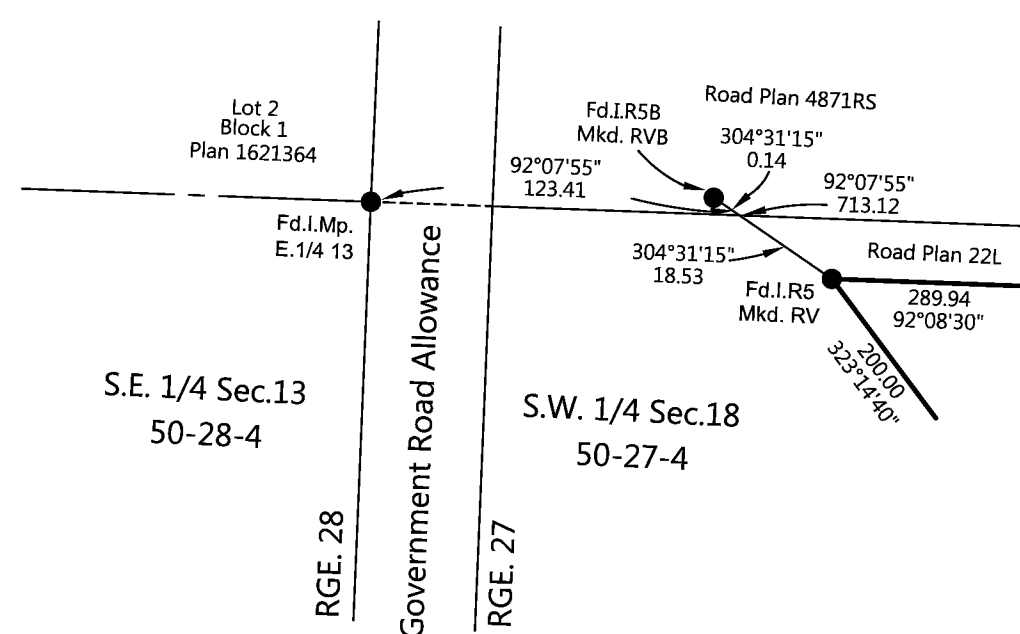 Lot 2
Block 1
Plan 1621364
Fd.I.Mp.
E.1/4 13
92°07'55"
123.41
Fd.I.R5B
Mkd. RVB
Road Plan 4871RS
304°31'15"
0.14
92°07'55"
713.12
304°31'15"
18.53
Road Plan 22L
Fd.I.R5
Mkd. RV
289.94
92°08'30"
200.00
323°14'40"
S.E. 1/4 Sec.13
50-28-4
S.W. 1/4 Sec.18
50-27-4
RGE. 28
Government Road Allowance
RGE. 27